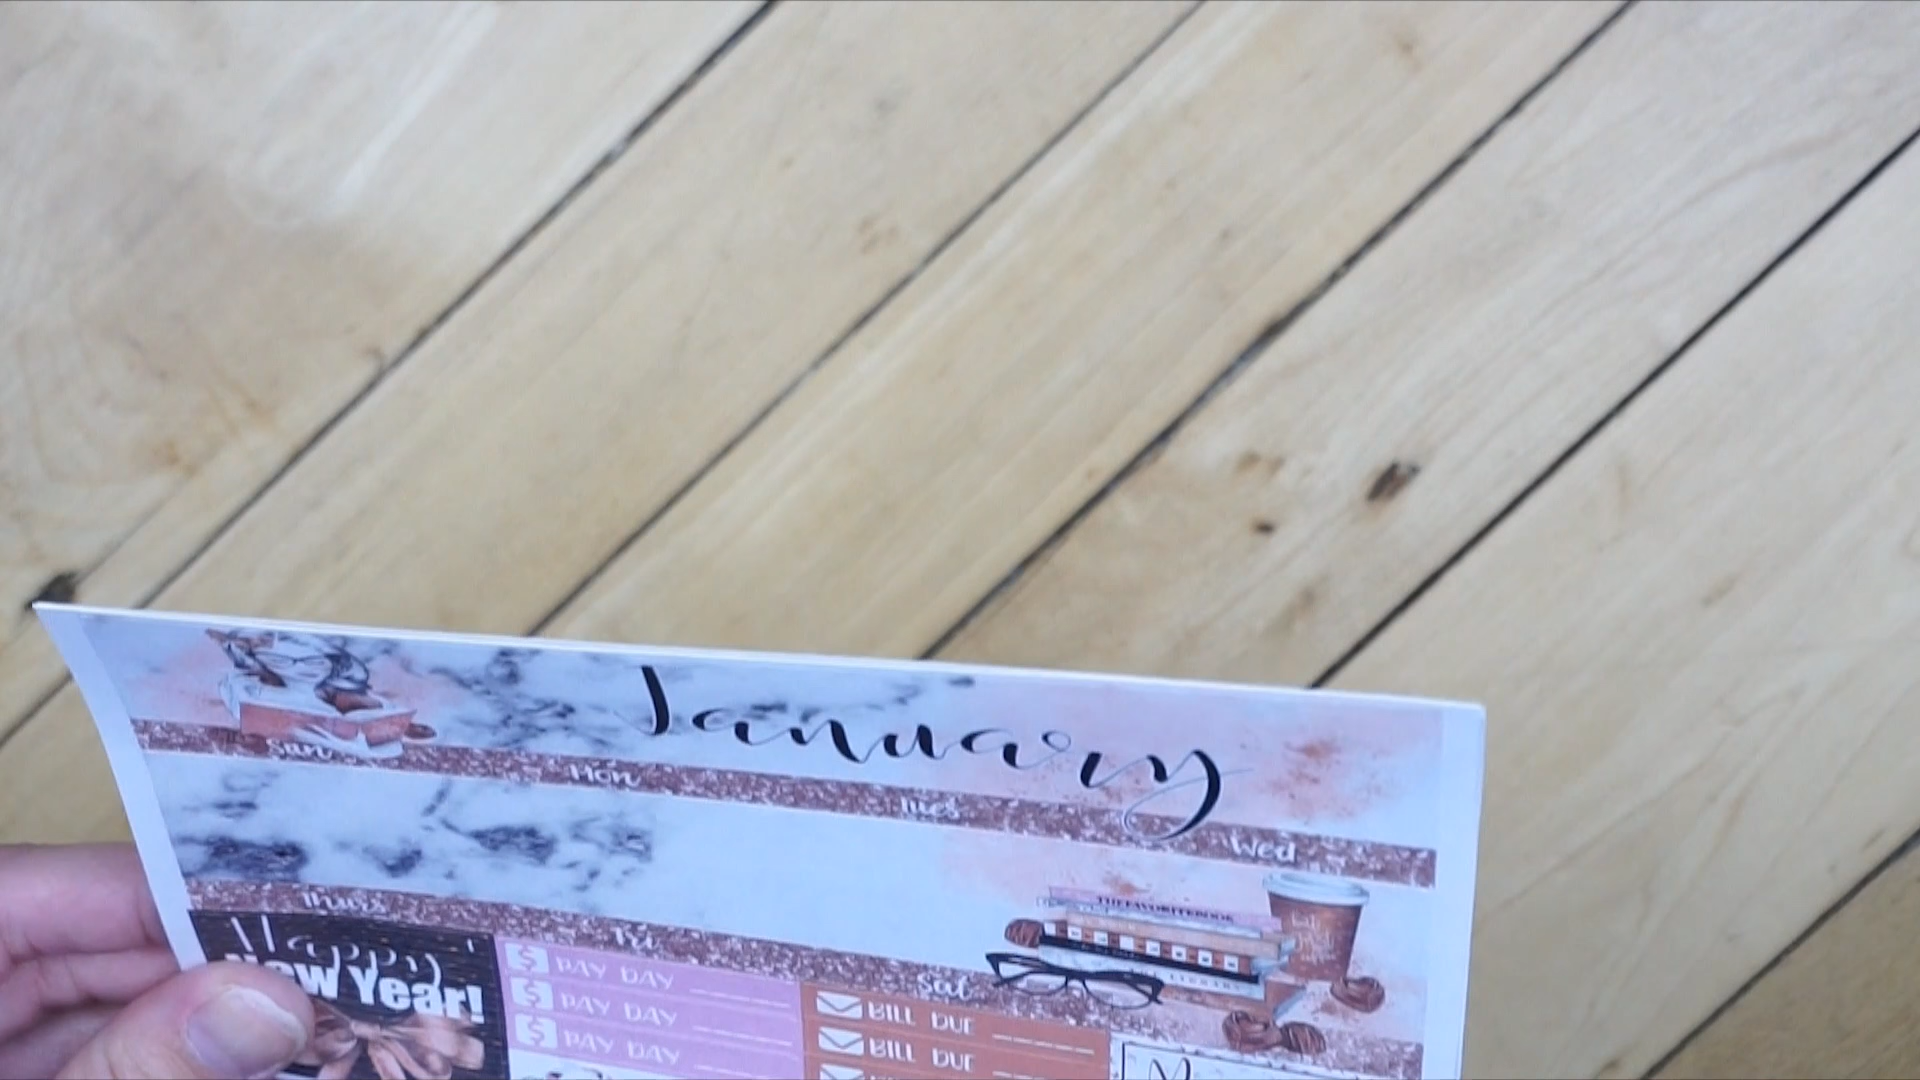 January
Sun Mon Tues Wed
Thurs Fri Sat
Happy
New Year!
PAY DAY
PAY DAY
PAY DAY
BILL DUE
BILL DUE